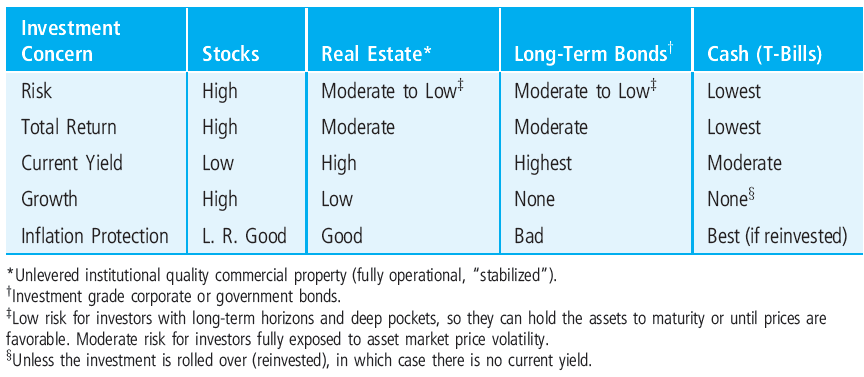 Investment
Concern Stocks Real Estate* Long-Term Bonds† Cash (T-Bills)
Risk High Moderate to Low‡ Moderate to Low‡ Lowest
Total Return High Moderate Moderate Lowest
Current Yield Low High Highest Moderate
Growth High Low None None§
Inflation Protection L. R. Good Good Bad Best (if reinvested)
*Unlevered institutional quality commercial property (fully operational, “stabilized”).
†Investment grade corporate or government bonds.
‡Low risk for investors with long-term horizons and deep pockets, so they can hold the assets to maturity or until prices are
favorable. Moderate risk for investors fully exposed to asset market price volatility.
§Unless the investment is rolled over (reinvested), in which case there is no current yield.